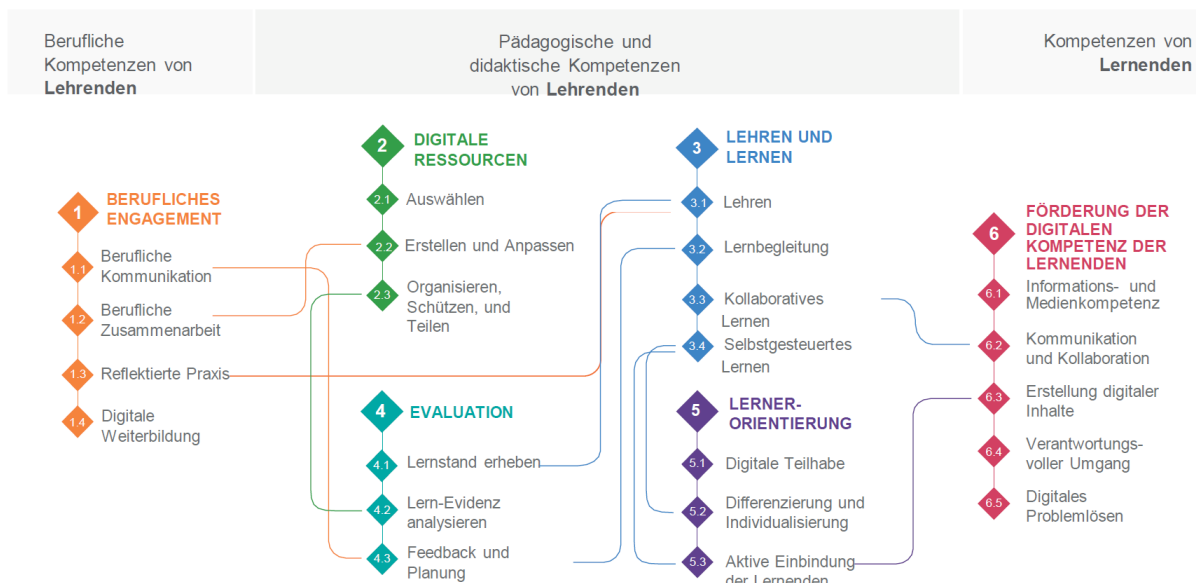 Berufliche
Kompetenzen von
Lehrenden
Pädagogische und
didaktische Kompetenzen
von Lehrenden
Kompetenzen von
Lernenden
1
BERUFLICHES
ENGAGEMENT
1.1
Berufliche
Kommunikation
1.2
Berufliche
Zusammenarbeit
1.3
Reflektierte Praxis
1.4
Digitale
Weiterbildung
2
DIGITALE
RESSOURCEN
2.1
Auswählen
2.2
Erstellen und Anpassen
2.3
Organisieren,
Schützen, und
Teilen
3
LEHREN UND
LERNEN
3.1
Lehren
3.2
Lernbegleitung
3.3
Kollaboratives
Lernen
3.4
Selbstgesteuertes
Lernen
4
EVALUATION
4.1
Lernstand erheben
4.2
Lern-Evidenz
analysieren
4.3
Feedback und
Planung
5
LERNER-
ORIENTIERUNG
5.1
Digitale Teilhabe
5.2
Differenzierung und
Individualisierung
5.3
Aktive Einbindung
der Lernenden
6
FÖRDERUNG DER
DIGITALEN
KOMPETENZ DER
LERNENDEN
6.1
Informations- und
Medienkompetenz
6.2
Kommunikation
und Kollaboration
6.3
Erstellung digitaler
Inhalte
6.4
Verantwortungs-
voller Umgang
6.5
Digitales
Problemlösen